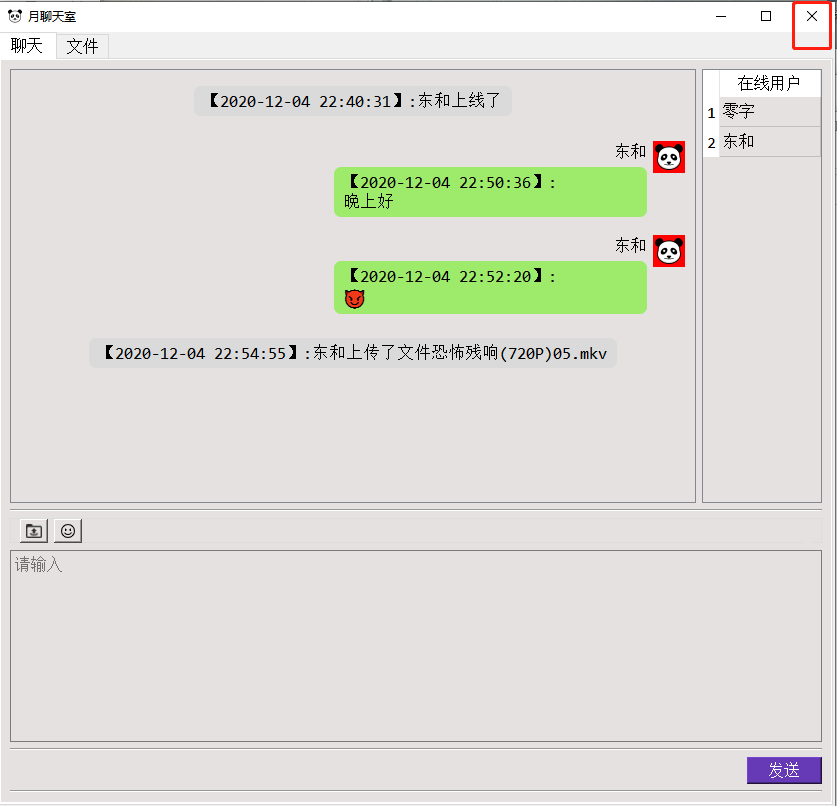 月聊天室
聊天 文件
【2020-12-04 22:40:31】:东和上线了
东和
【2020-12-04 22:50:36】:
晚上好
东和
【2020-12-04 22:52:20】:
【2020-12-04 22:54:55】:东和上传了文件恐怖残响(720P)05.mkv
在线用户
1 零字
2 东和
请输入
发送